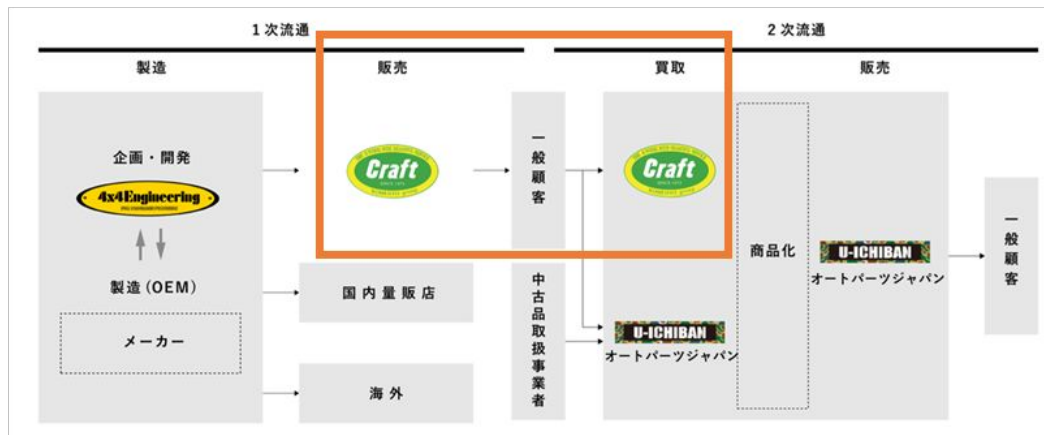 1次流通
2次流通
製造
販売
買取
販売
企画・開発
4x4Engineering
製造(OEM)
メーカー
Craft
SINCE 1973
国内量販店
海外
一般顧客
中古品取扱事業者
Craft
SINCE 1973
U-ICHIBAN
オートパーツジャパン
商品化
U-ICHIBAN
オートパーツジャパン
一般顧客